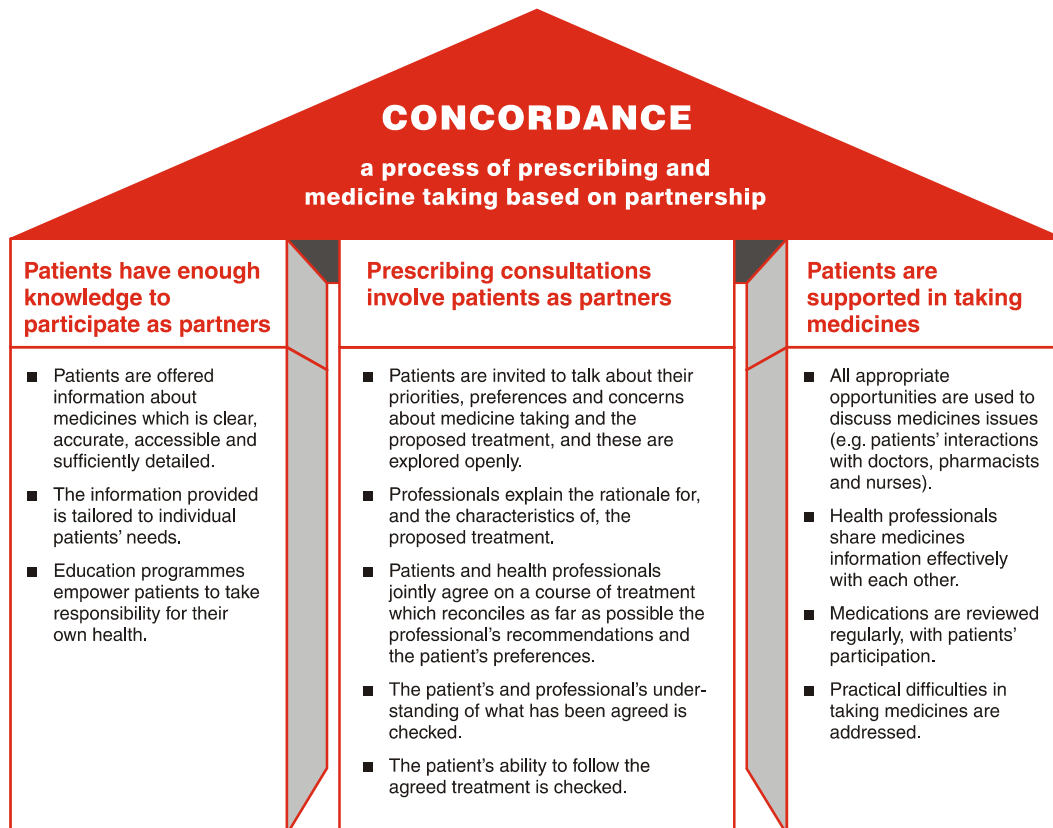 CONCORDANCE
a process of prescribing and
medicine taking based on partnership
Patients have enough
knowledge to
participate as partners
■ Patients are offered
information about
medicines which is clear,
accurate, accessible and
sufficiently detailed.
■ The information provided
is tailored to individual
patients’ needs.
■ Education programmes
empower patients to take
responsibility for their
own health.
Prescribing consultations
involve patients as partners
■ Patients are invited to talk about their
priorities, preferences and concerns
about medicine taking and the
proposed treatment, and these are
explored openly.
■ Professionals explain the rationale for,
and the characteristics of, the
proposed treatment.
■ Patients and health professionals
jointly agree on a course of treatment
which reconciles as far as possible the
professional’s recommendations and
the patient’s preferences.
■ The patient’s and professional’s under-
standing of what has been agreed is
checked.
■ The patient’s ability to follow the
agreed treatment is checked.
Patients are
supported in taking
medicines
■ All appropriate
opportunities are used to
discuss medicines issues
(e.g. patients’ interactions
with doctors, pharmacists
and nurses).
■ Health professionals
share medicines
information effectively
with each other.
■ Medications are reviewed
regularly, with patients’
participation.
■ Practical difficulties in
taking medicines are
addressed.